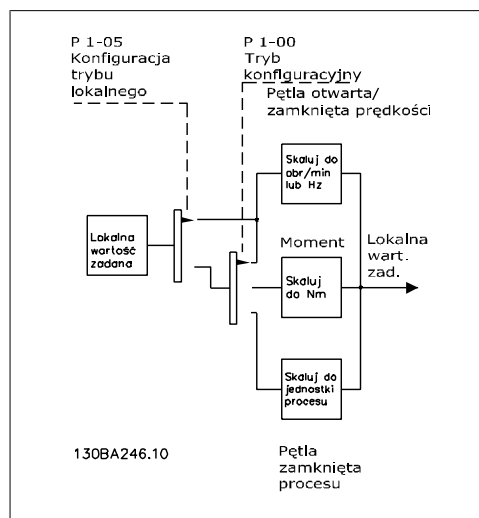 P 1-05
Konfiguracja
trybu
lokalnego
P 1-00
Tryb
konfiguracyjny
Pętla otwarta/
zamknięta prędkości
Skaluj do
obr/min
lub Hz
Lokalna
wartość
zadana
Moment
Skaluj
do Nm
Lokalna
wart.
zad.
Skaluj do
jednostki
procesu
130BA246.10
Pętla
zamknięta
procesu